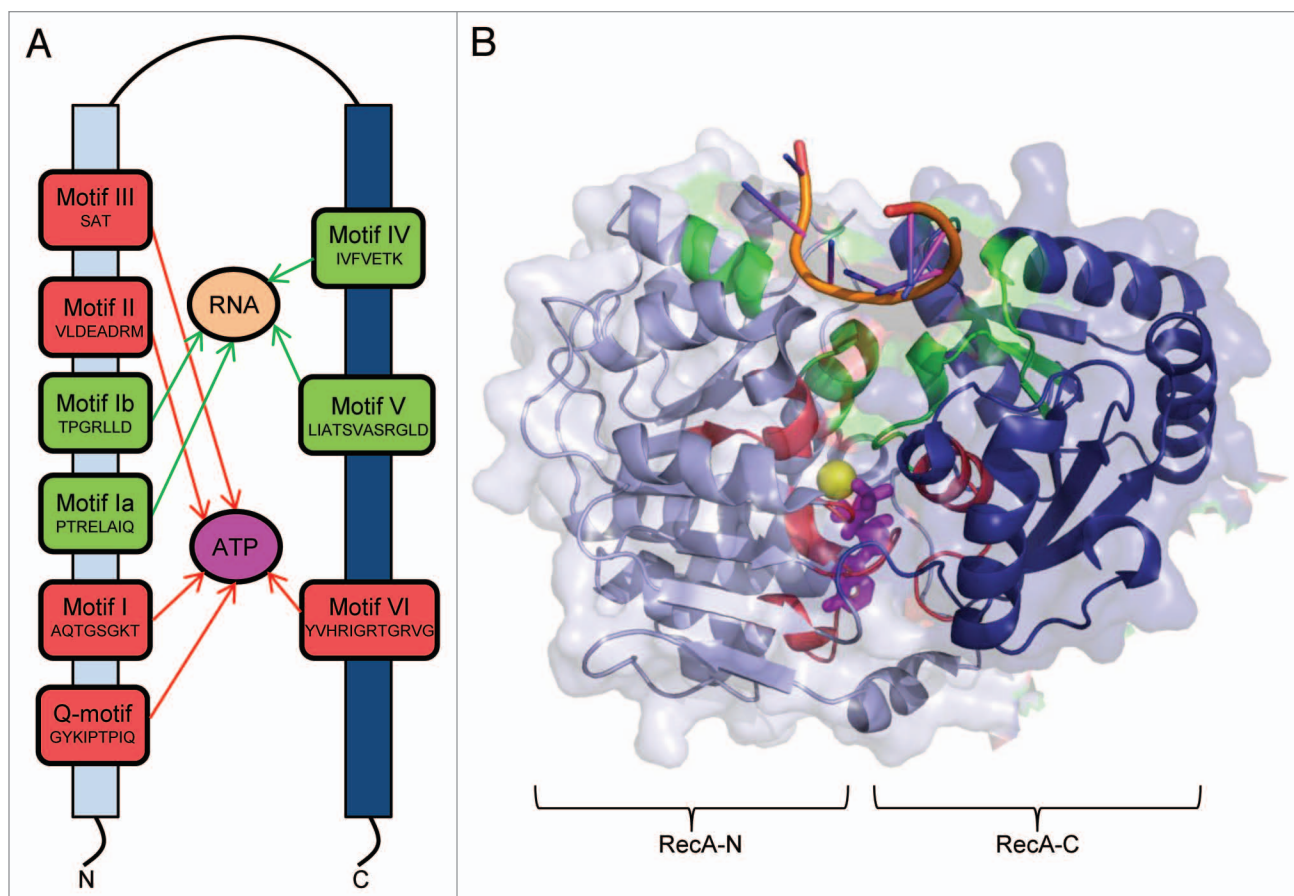 A
Motif III
SAT
Motif II
VLDEADRM
Motif Ib
TPGRLLD
Motif Ia
PTRELAIQ
Motif I
AQTGSGKT
Q-motif
GYKIPTPIQ
N
RNA
ATP
Motif IV
IVFVETK
Motif V
LIATSVASRGLD
Motif VI
YVHRIGRTGRVG
C
B
RecA-N
RecA-C